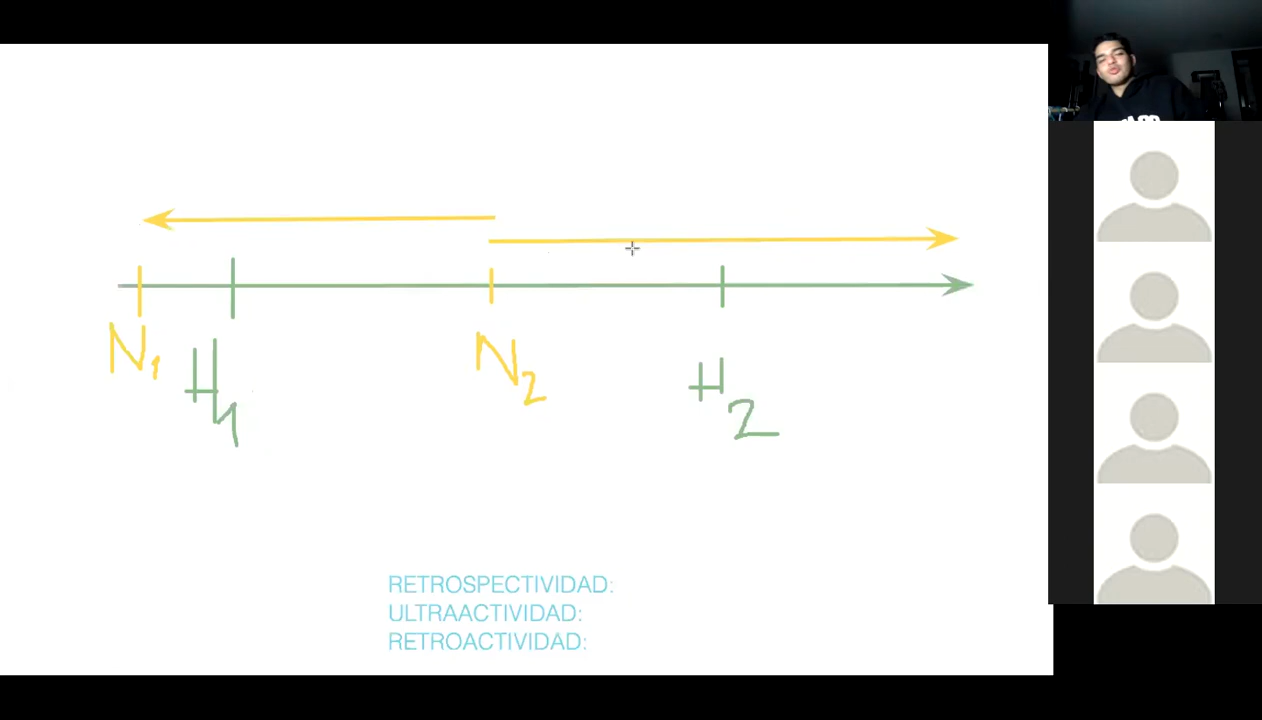 N1
H1
N2
H2
RETROSPECTIVIDAD:
ULTRAACTIVIDAD:
RETROACTIVIDAD: